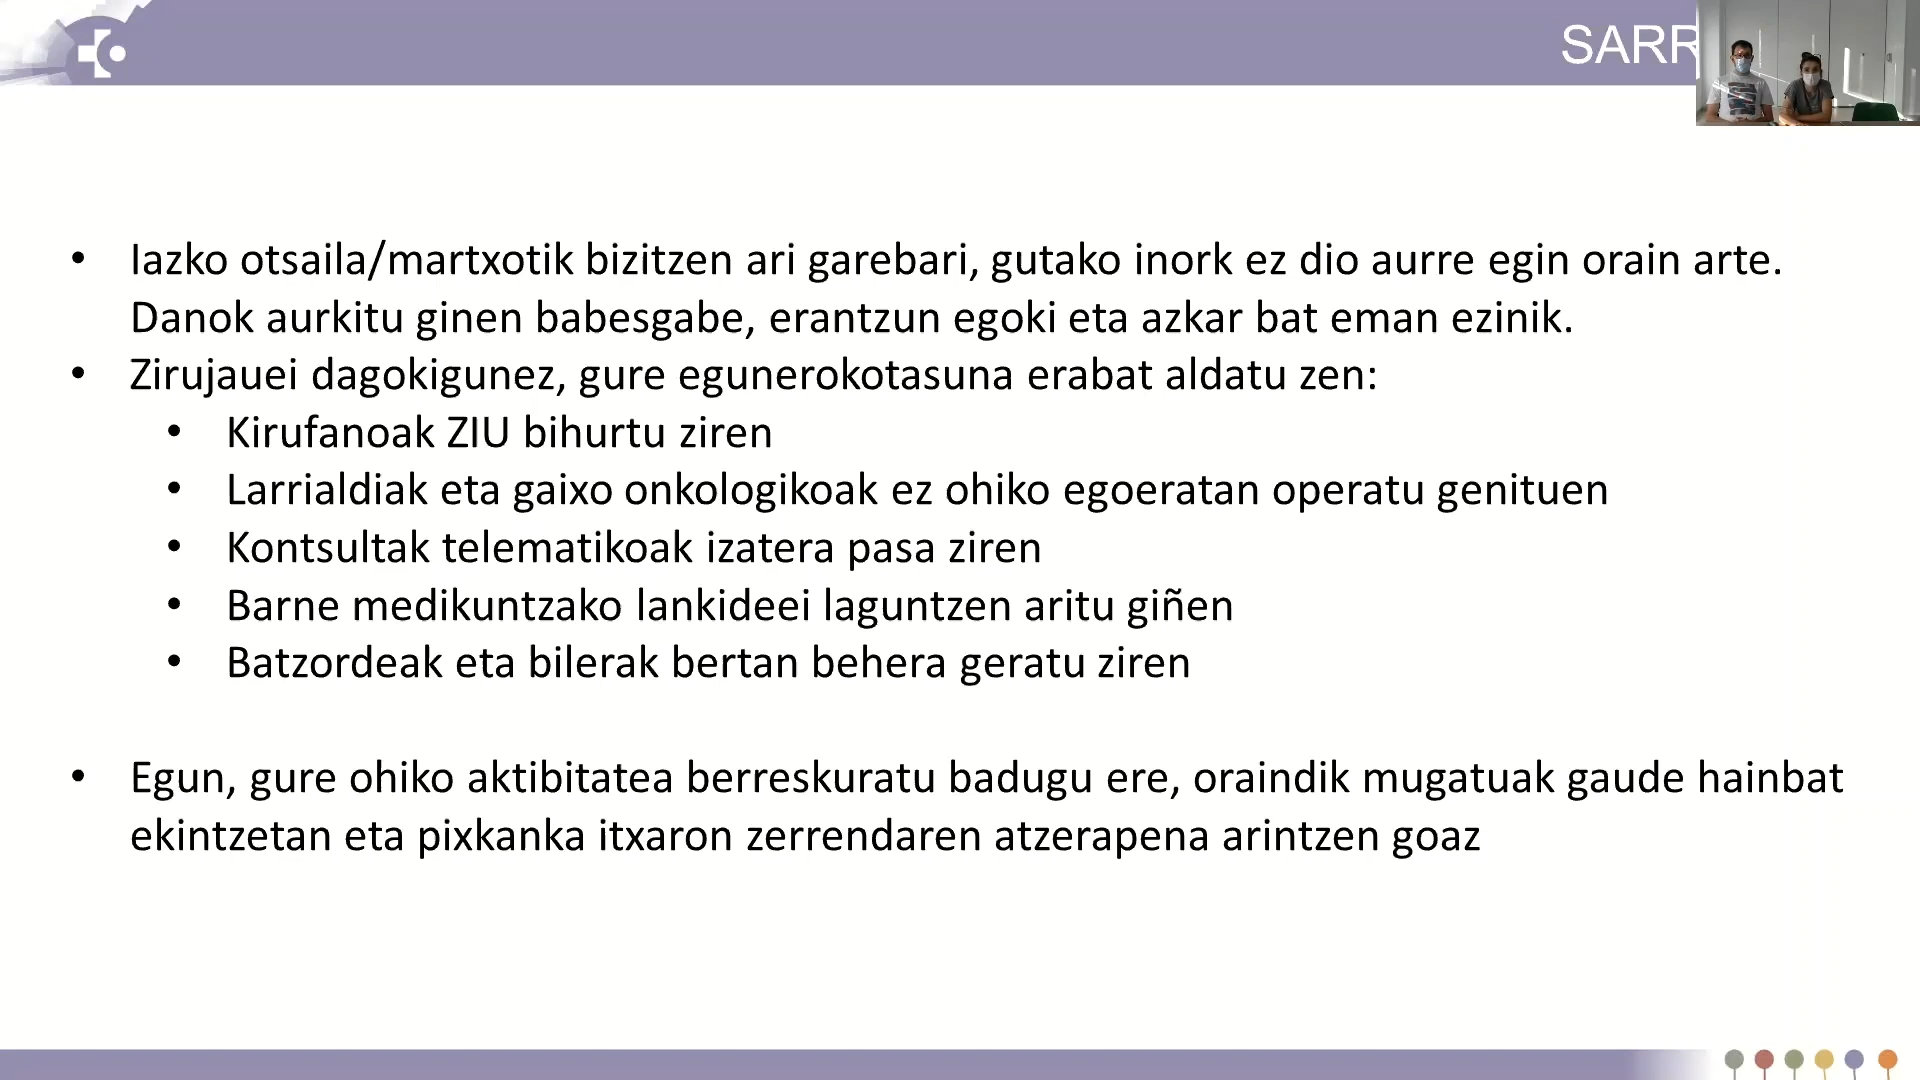 SARR
• Iazko otsaila/martxotik bizitzen ari garebari, gutako inork ez dio aurre egin orain arte.
Danok aurkitu ginen babesgabe, erantzun egoki eta azkar bat eman ezinik.
• Zirujauei dagokigunez, gure egunerokotasuna erabat aldatu zen:
• Kirufanoak ZIU bihurtu ziren
• Larrialdiak eta gaixo onkologikoak ez ohiko egoeratan operatu genituen
• Kontsultak telematikoak izatera pasa ziren
• Barne medikuntzako lankideei laguntzen aritu giñen
• Batzordeak eta bilerak bertan behera geratu ziren
• Egun, gure ohiko aktibitatea berreskuratu badugu ere, oraindik mugatuak gaude hainbat
ekintzetan eta pixkanka itxaron zerrendaren atzerapena arintzen goaz